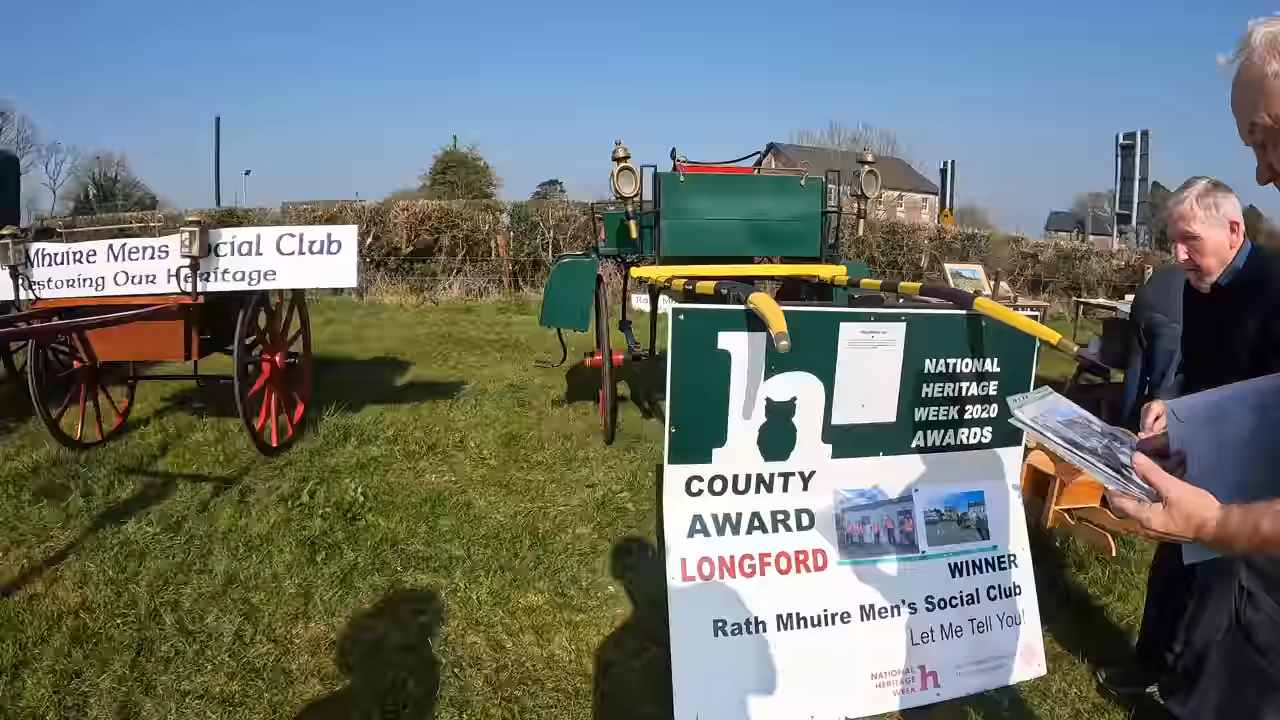 Mhuire Mens Social Club
Restoring Our Heritage
Rath M
h
NATIONAL
HERITAGE
WEEK 2020
AWARDS
COUNTY
AWARD
LONGFORD
WINNER
Rath Mhuire Men's Social Club
Let Me Tell You!
NATIONAL
HERITAGE
WEEK
h